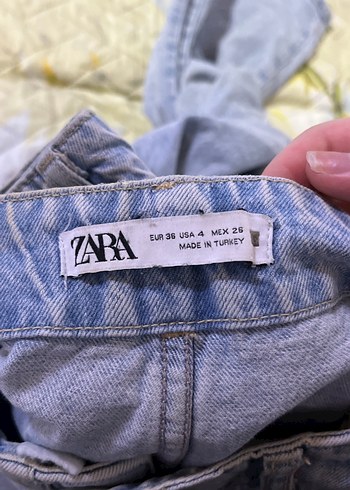 ZARA
EUR 36 USA 4 MEX 26
MADE IN TURKEY